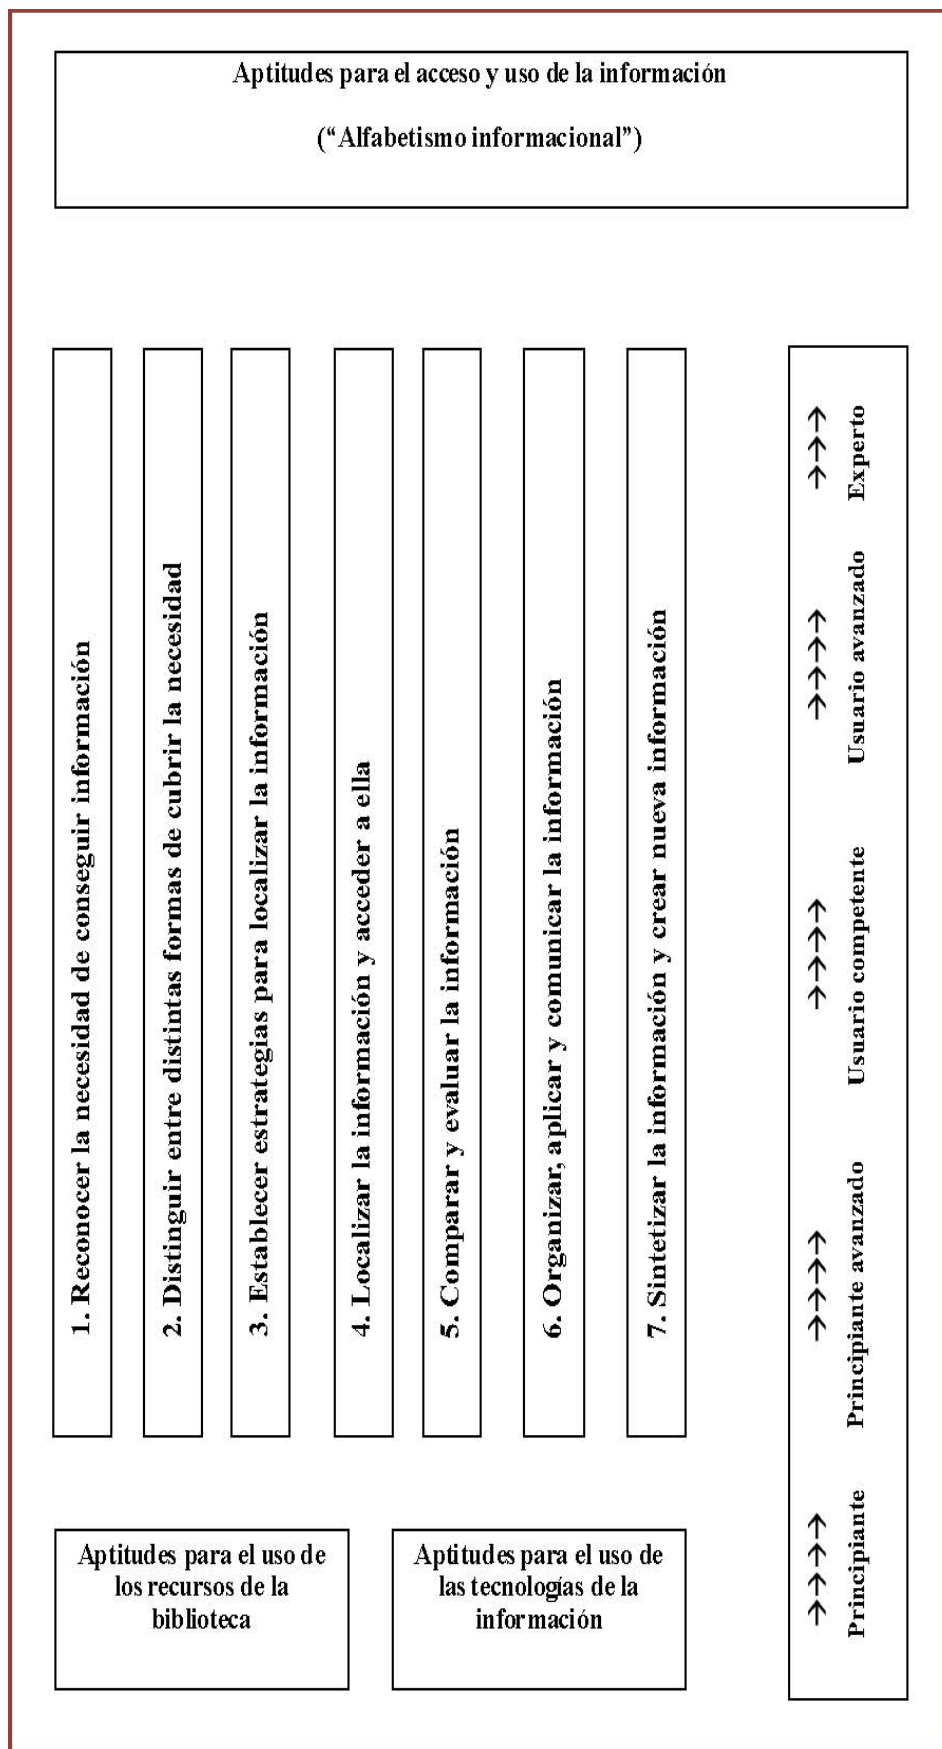 Aptitudes para el acceso y uso de la información
(“Alfabetismo informacional”)
1. Reconocer la necesidad de conseguir información
2. Distinguir entre distintas formas de cubrir la necesidad
3. Establecer estrategias para localizar la información
4. Localizar la información y acceder a ella
5. Comparar y evaluar la información
6. Organizar, aplicar y comunicar la información
7. Sintetizar la información y crear nueva información
Experto
Usuario avanzado
Usuario competente
Principiante avanzado
Principiante
Aptitudes para el uso de
los recursos de la
biblioteca
Aptitudes para el uso de
las tecnologías de la
información